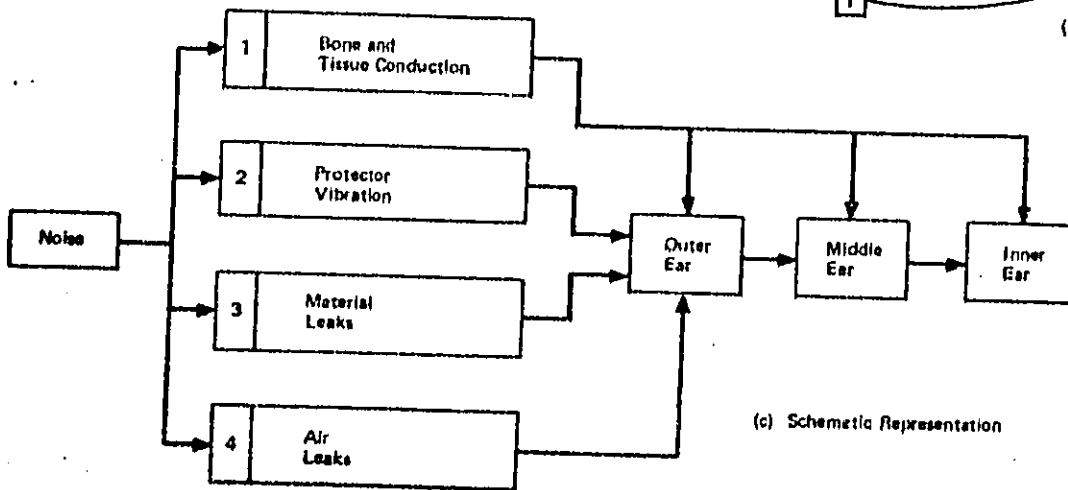 1
Bone and
Tissue Conduction
2
Protector
Vibration
Noise
Outer
Ear
Middle
Ear
Inner
Ear
3
Material
Leaks
4
Air
Leaks
(c) Schematic Representation